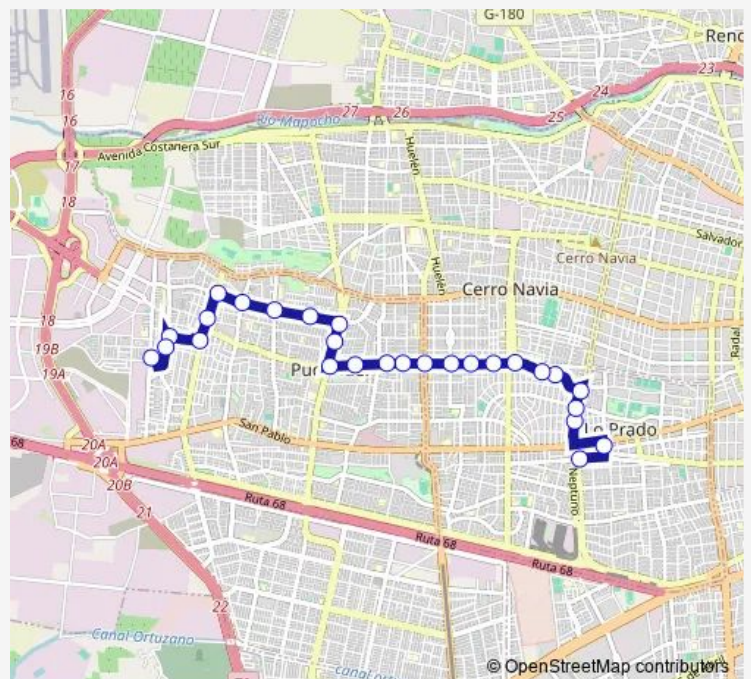 G-180
Renc
23
24
25
26
27
16
16
Río Mapocho
Avenida Costanera Sur
17
18
Huelén
Salvador
Cerro Navia
Huelén
Cerro Navia
18
19B
19A
Radal
Pu
San Pablo
Lo Prado
68
20A
20A
20B
Ruta 68
Neptuno
21
Ruta 68
Ruta 68
22
Canal Ortuzano
canal ort
© OpenStreetMap contributors